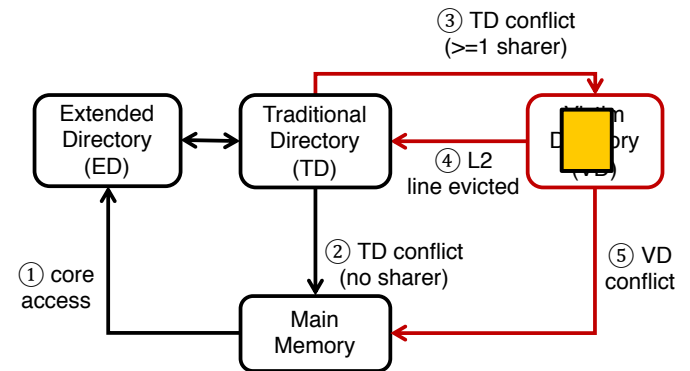 ③ TD conflict
(>=1 sharer)
Extended
Directory
(ED)
Traditional
Directory
(TD)
④ L2
line evicted
② TD conflict
(no sharer)
① core
access
⑤ VD
conflict
Main
Memory